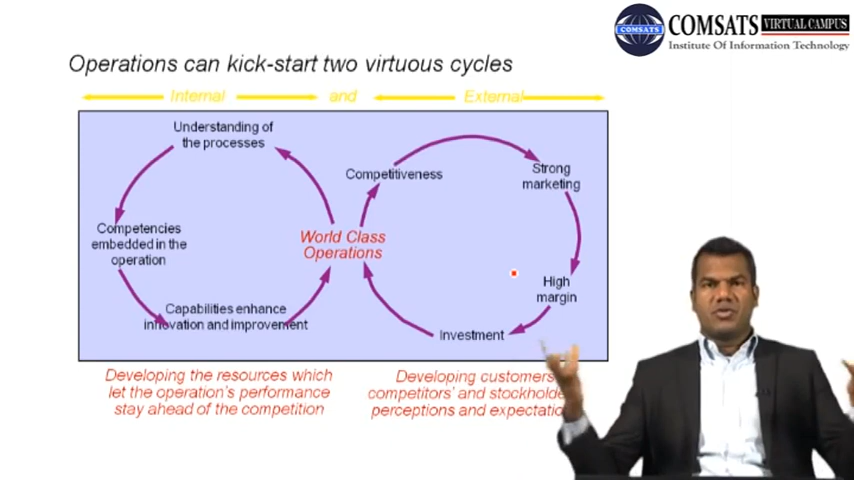 COMSATS
COMSATS VIRTUAL CAMPUS
Institute Of Information Technology
Operations can kick-start two virtuous cycles
Internal and External
Understanding of
the processes
Competitiveness
Strong
marketing
Competencies
embedded in the
operation
World Class
Operations
High
margin
Capabilities enhance
innovation and improvement
Investment
Developing the resources which
let the operation's performance
stay ahead of the competition
Developing customers
competitors' and
perceptions and